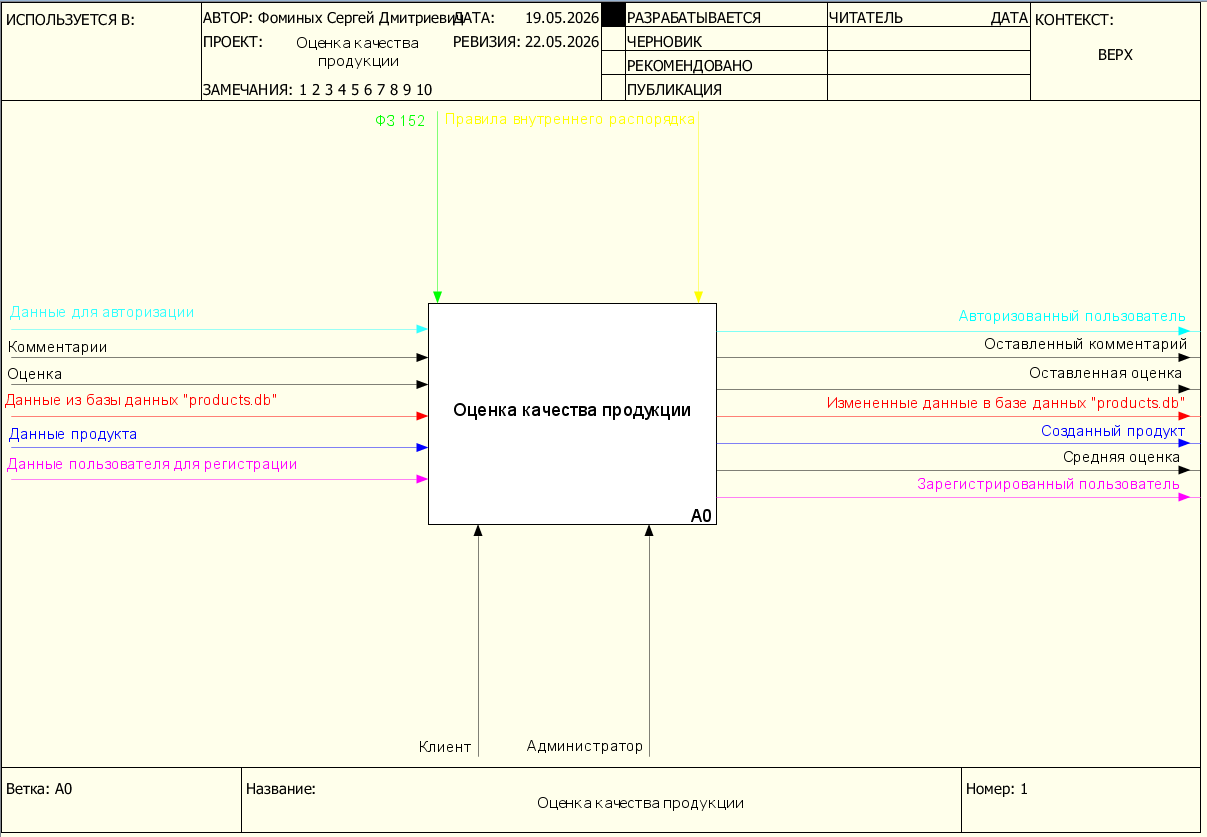 ИСПОЛЬЗУЕТСЯ В:
АВТОР: Фоминых Сергей Дмитриевич
ДАТА: 19.05.2026
ПРОЕКТ: Оценка качества
продукции
РЕВИЗИЯ: 22.05.2026
ЗАМЕЧАНИЯ: 1 2 3 4 5 6 7 8 9 10
РАЗРАБАТЫВАЕТСЯ
ЧЕРНОВИК
РЕКОМЕНДОВАНО
ПУБЛИКАЦИЯ
ЧИТАТЕЛЬ ДАТА
КОНТЕКСТ:
ВЕРХ
ФЗ 152
Правила внутреннего распорядка
Данные для авторизации
Комментарии
Оценка
Данные из базы данных "products.db"
Данные продукта
Данные пользователя для регистрации
Оценка качества продукции
A0
Авторизованный пользователь
Оставленный комментарий
Оставленная оценка
Измененные данные в базе данных "products.db"
Созданный продукт
Средняя оценка
Зарегистрированный пользователь
Клиент
Администратор
Ветка: A0
Название:
Оценка качества продукции
Номер: 1